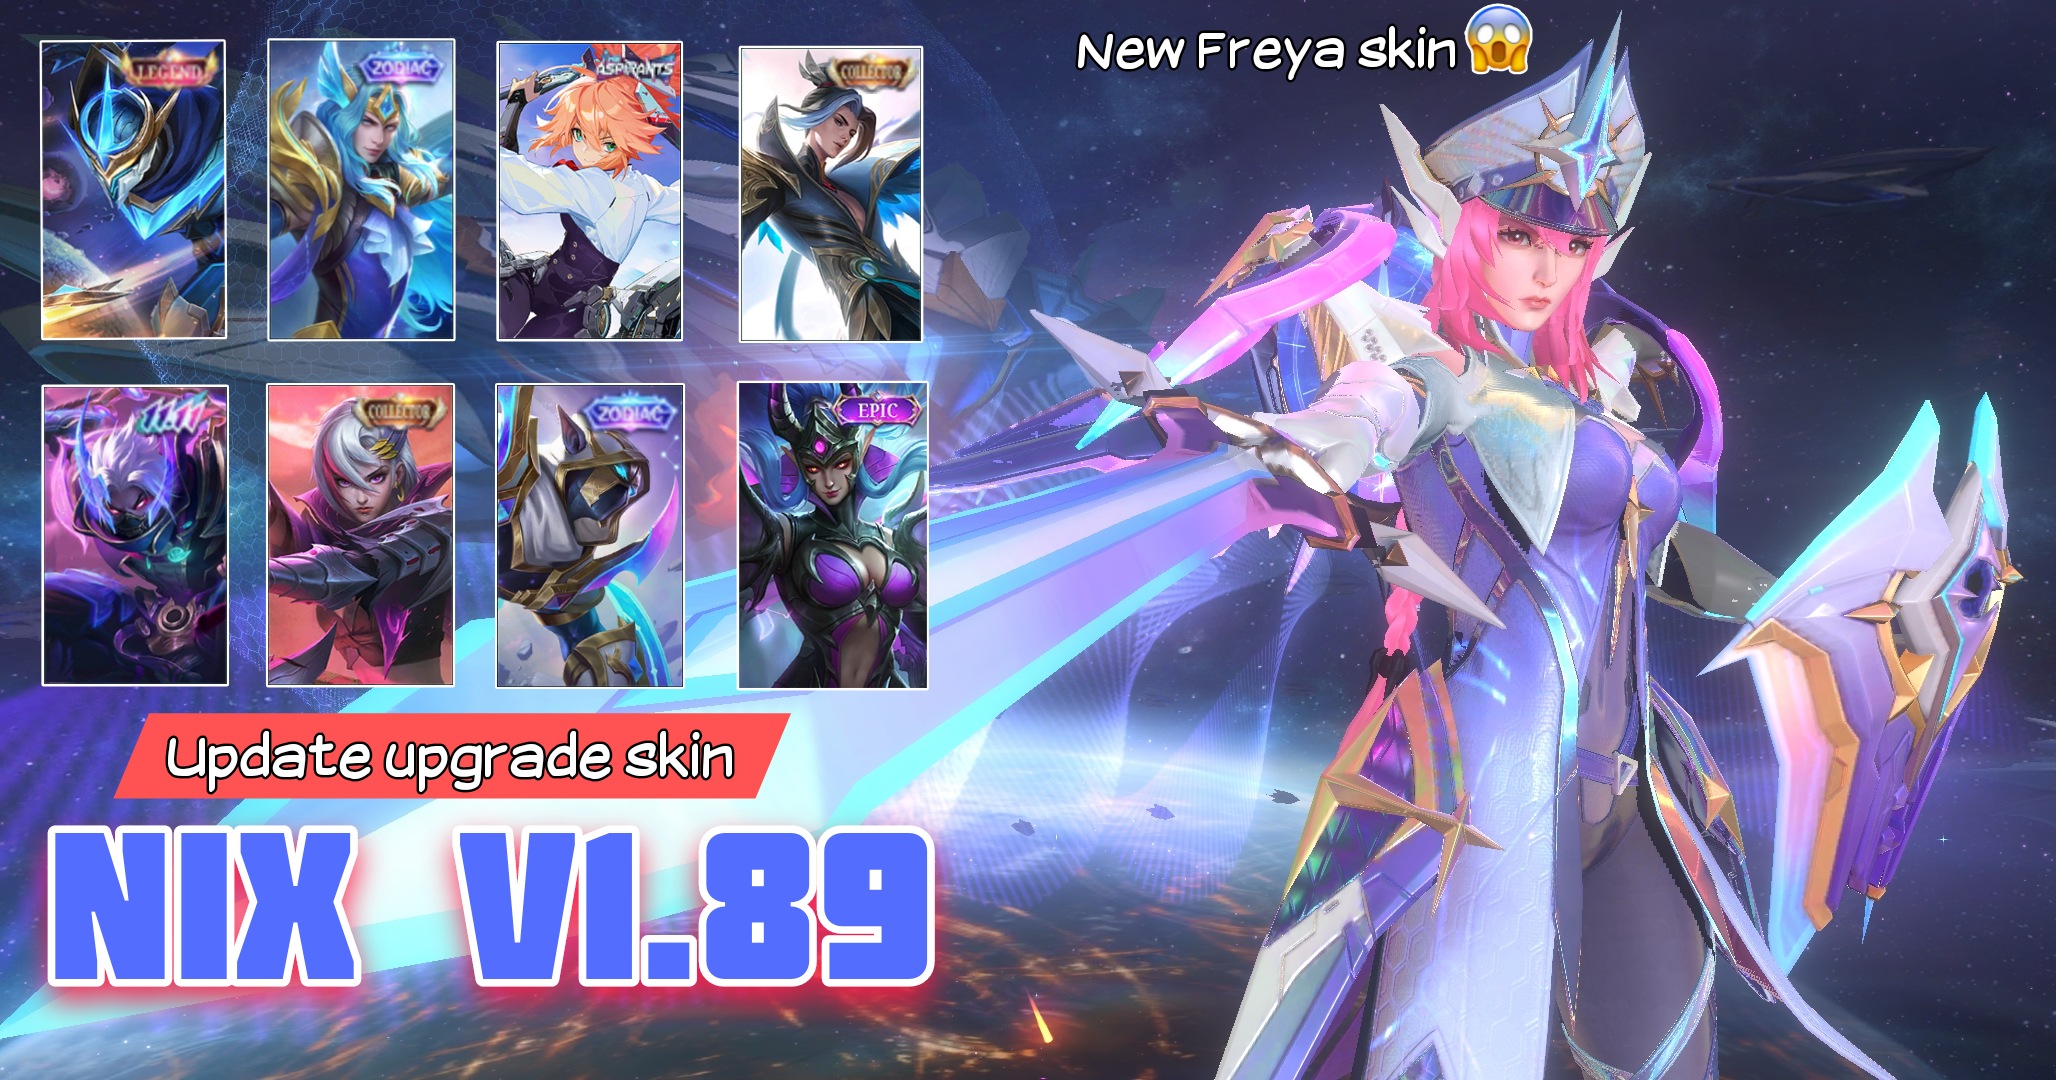 New Freya skin
LEGEND
ZODIAC
ASPIRANTS
COLLECTOR
11.11
COLLECTOR
ZODIAC
EPIC
Update upgrade skin
NIX V1.89